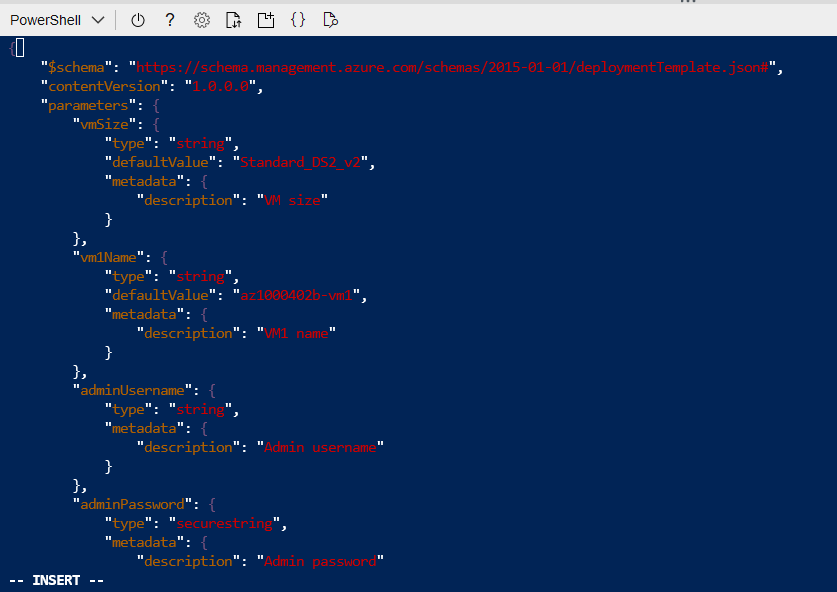 PowerShell
{
    "$schema": "https://schema.management.azure.com/schemas/2015-01-01/deploymentTemplate.json#",
    "contentVersion": "1.0.0.0",
    "parameters": {
        "vmSize": {
            "type": "string",
            "defaultValue": "Standard_DS2_v2",
            "metadata": {
                "description": "VM size"
            }
        },
        "vm1Name": {
            "type": "string",
            "defaultValue": "az1000402b-vm1",
            "metadata": {
                "description": "VM1 name"
            }
        },
        "adminUsername": {
            "type": "string",
            "metadata": {
                "description": "Admin username"
            }
        },
        "adminPassword": {
            "type": "securestring",
            "metadata": {
                "description": "Admin password"
-- INSERT --